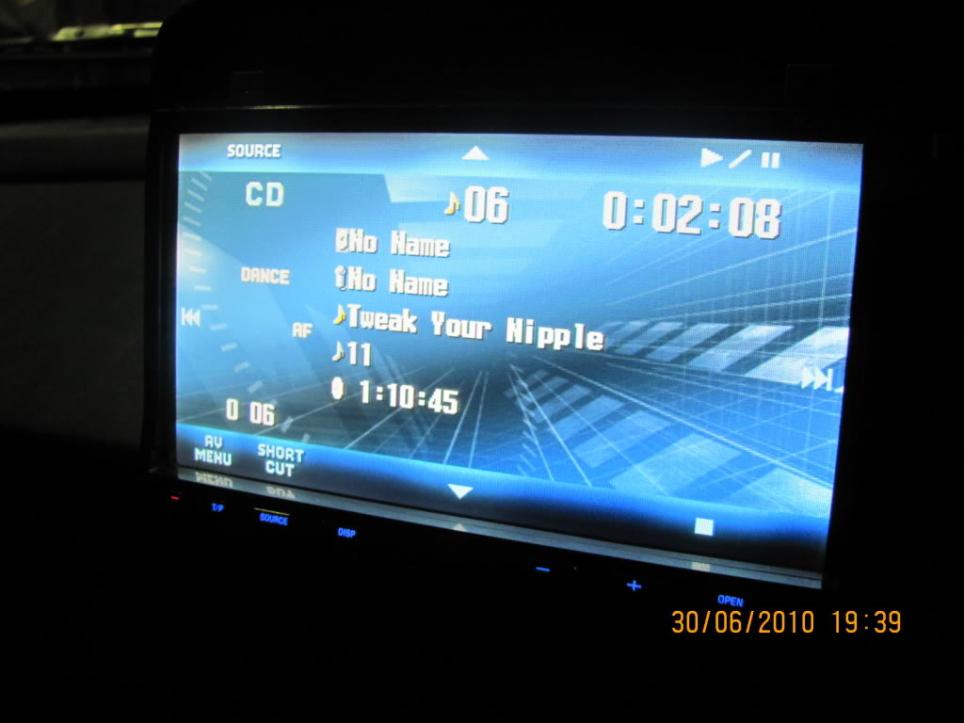 SOURCE
CD
06
0:02:08
No Name
DANCE
No Name
AF
Tweak Your Nipple
11
1:10:45
0 06
AV MENU
SHORT CUT
T/P
SOURCE
DISP
OPEN
30/06/2010 19:39